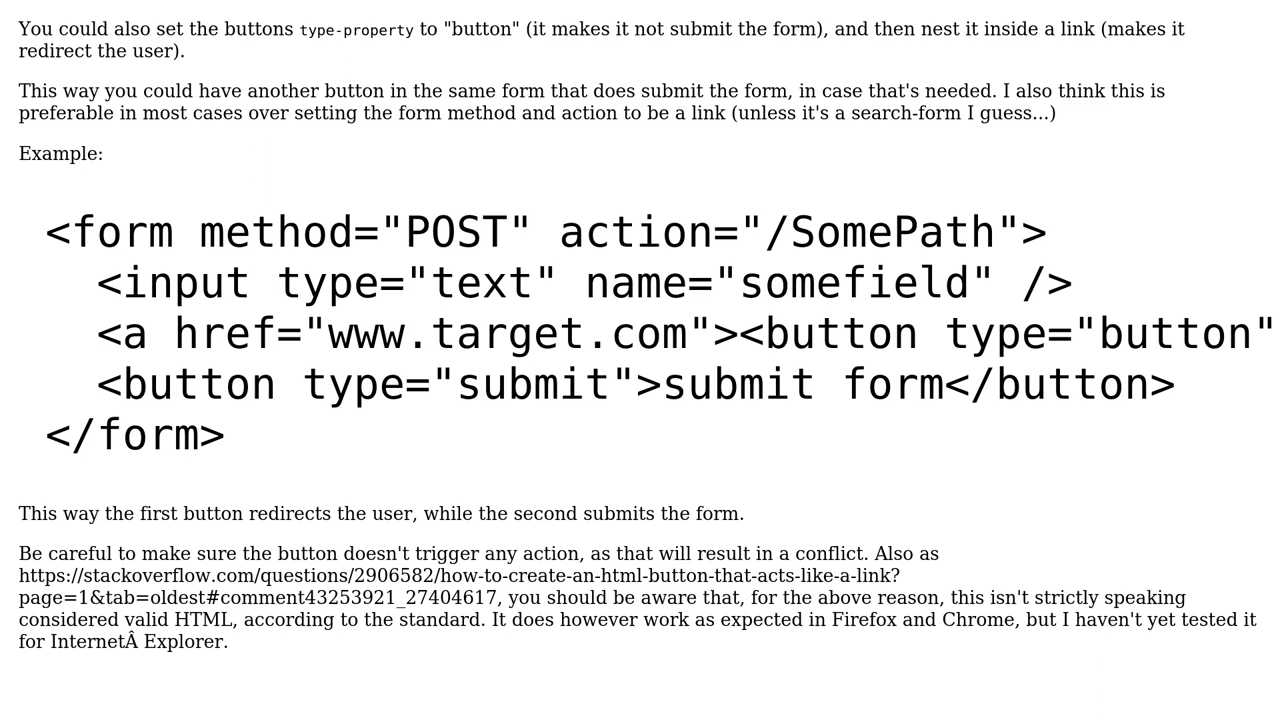 You could also set the buttons type-property to "button" (it makes it not submit the form), and then nest it inside a link (makes it
redirect the user).
This way you could have another button in the same form that does submit the form, in case that's needed. I also think this is
preferable in most cases over setting the form method and action to be a link (unless it's a search-form I guess...)
Example:
<form method="POST" action="/SomePath">
  <input type="text" name="somefield" />
  <a href="www.target.com"><button type="button"
  <button type="submit">submit form</button>
</form>
This way the first button redirects the user, while the second submits the form.
Be careful to make sure the button doesn't trigger any action, as that will result in a conflict. Also as
https://stackoverflow.com/questions/2906582/how-to-create-an-html-button-that-acts-like-a-link?
page=1&tab=oldest#comment43253921_27404617, you should be aware that, for the above reason, this isn't strictly speaking
considered valid HTML, according to the standard. It does however work as expected in Firefox and Chrome, but I haven't yet tested it
for InternetÂ Explorer.